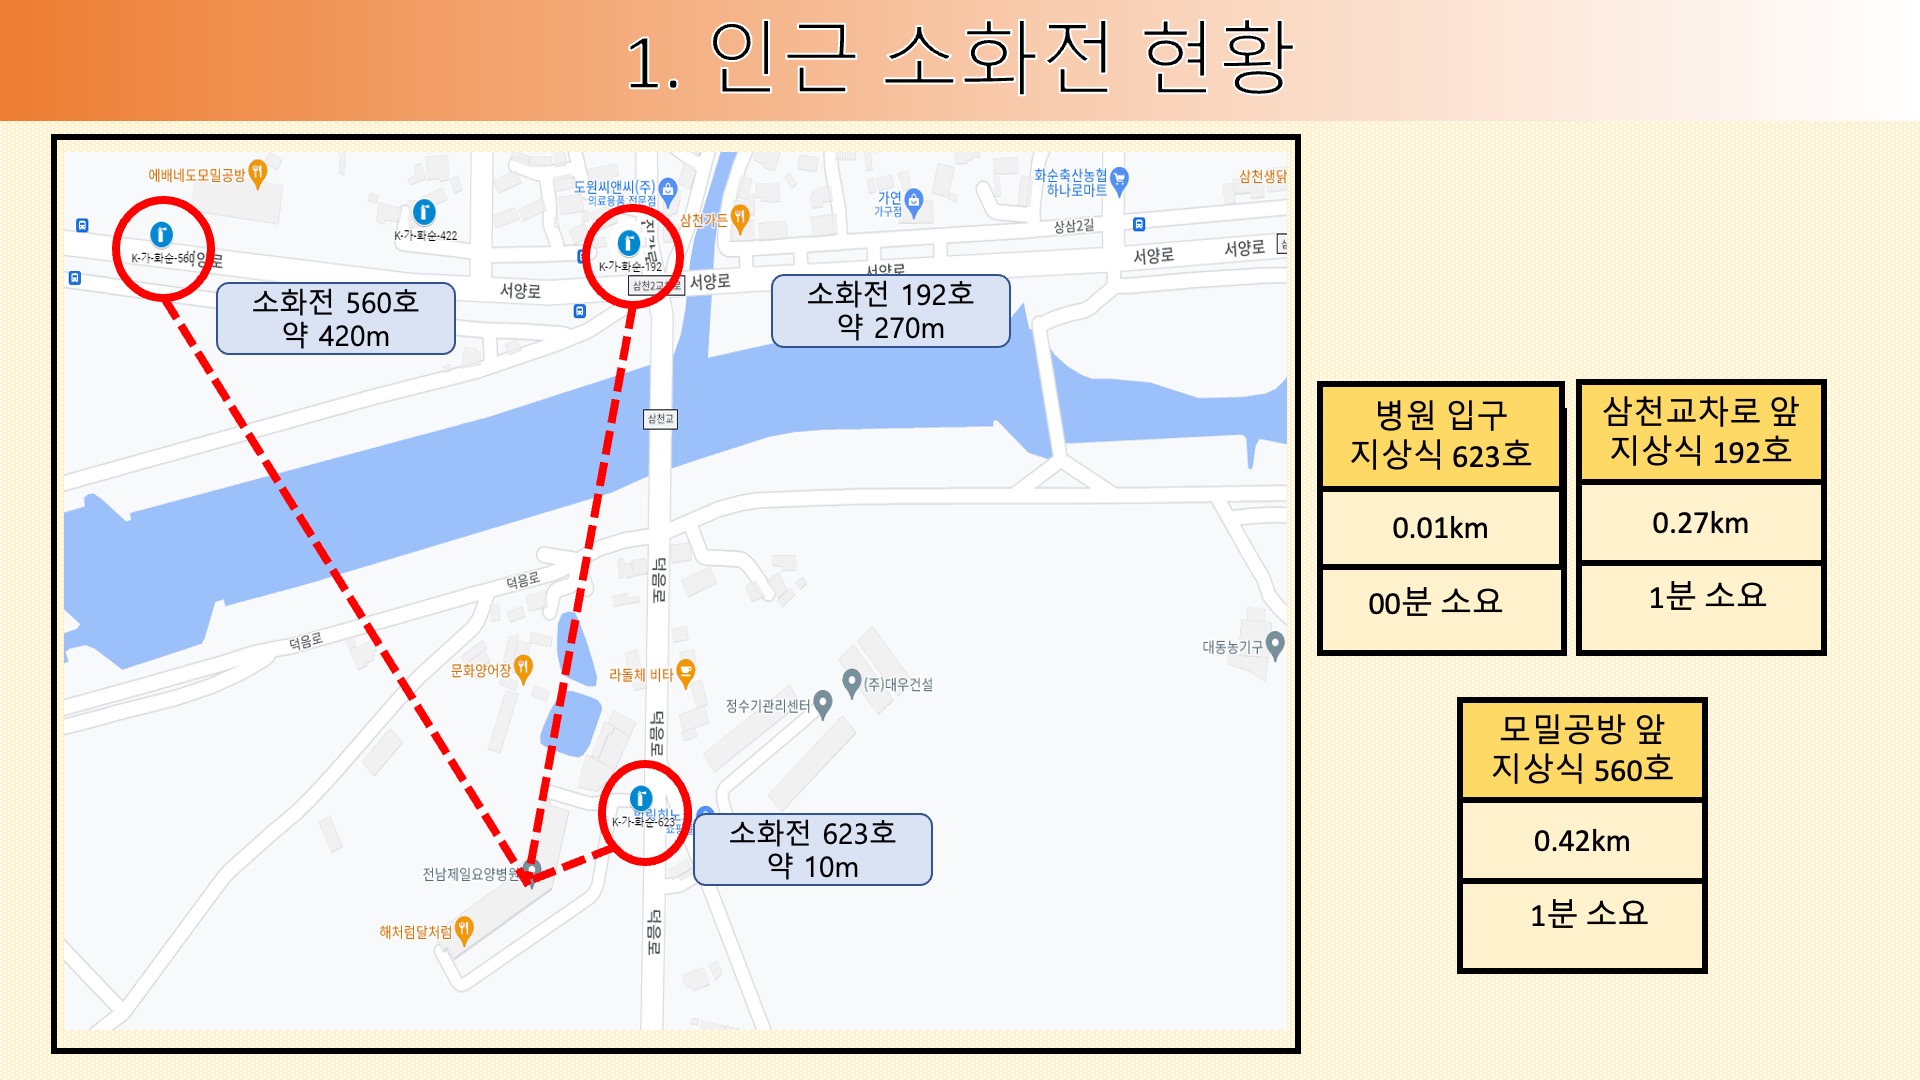 1. 인근 소화전 현황
에배네도모밀공방
K-가-화순-422
도원씨앤씨(주)
의료용품 전문점
삼천가든
가연
가구점
화순축산농협
하나로마트
삼천생닭
삼삼2길
K-가-화순-560
K-가-화순-192
서양로
서양로
서양로
서양로
서양로
소화전 560호
약 420m
소화전 192호
약 270m
삼천교
덕음로
덕음로
덕음로
문화양어장
라돌체 비타
정수기관리센터
(주)대우건설
대동농기구
덕음로
K-가-화순-623
소화전 623호
약 10m
전남제일요양병원
해처럼달처럼
덕음로
병원 입구
지상식 623호
0.01km
00분 소요
삼천교차로 앞
지상식 192호
0.27km
1분 소요
모밀공방 앞
지상식 560호
0.42km
1분 소요